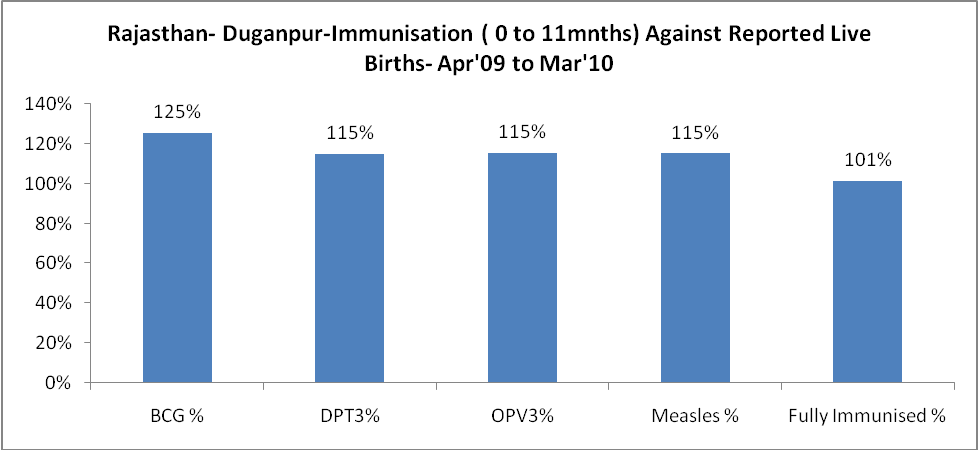 Rajasthan- Duganpur-Immunisation ( 0 to 11mnths) Against Reported Live
Births- Apr'09 to Mar'10
140%
120%
100%
80%
60%
40%
20%
0%
125%
115%
115%
115%
101%
BCG %
DPT3%
OPV3%
Measles %
Fully Immunised %